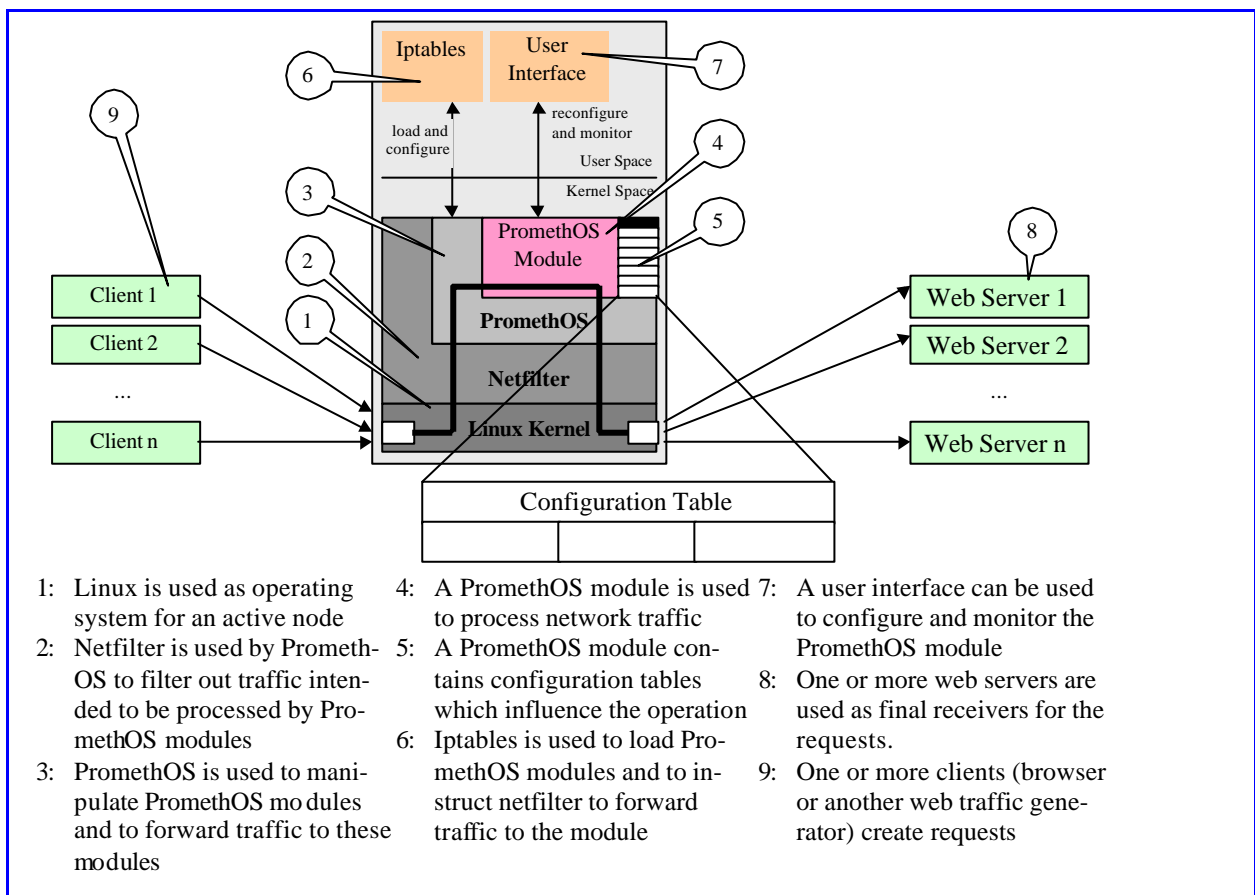 Iptables
User
Interface
6
7
9
load and
configure
reconfigure
and monitor
4
User Space
Kernel Space
3
PromethOS
Module
5
8
2
Client 1
Web Server 1
1
PromethOS
Client 2
Web Server 2
Netfilter
...
...
Client n
Linux Kernel
Web Server n
Configuration Table
1: Linux is used as operating
system for an active node
2: Netfilter is used by Prometh-
OS to filter out traffic inten-
ded to be processed by Pro-
methOS modules
3: PromethOS is used to mani-
pulate PromethOS modules
and to forward traffic to these
modules
4: A PromethOS module is used
to process network traffic
5: A PromethOS module con-
tains configuration tables
which influence the operation
6: Iptables is used to load Pro-
methOS modules and to in-
struct netfilter to forward
traffic to the module
7: A user interface can be used
to configure and monitor the
PromethOS module
8: One or more web servers are
used as final receivers for the
requests.
9: One or more clients (browser
or another web traffic gene-
rator) create requests